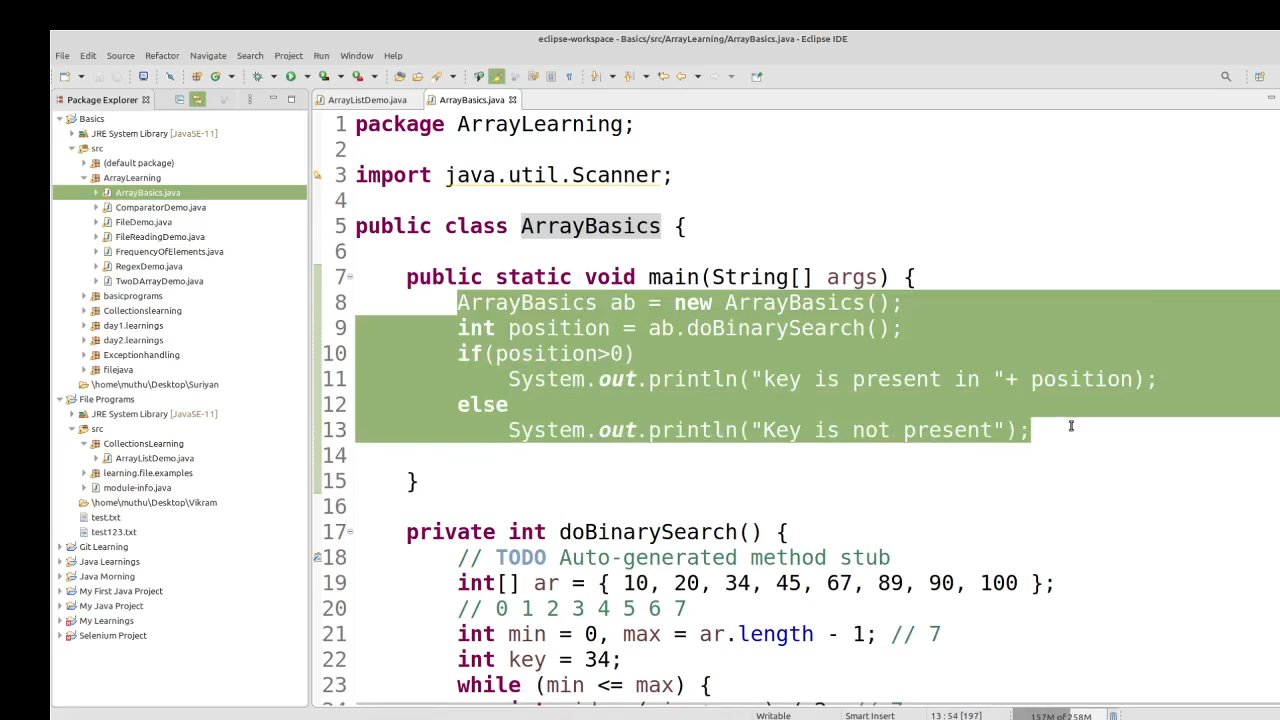 eclipse-workspace - Basics/src/ArrayLearning/ArrayBasics.java - Eclipse IDE
File Edit Source Refactor Navigate Search Project Run Window Help
Package Explorer
Basics
JRE System Library [JavaSE-11]
src
(default package)
ArrayLearning
ArrayBasics.java
ComparatorDemo.java
FileDemo.java
FileReadingDemo.java
FrequencyOfElements.java
RegexDemo.java
TwoDArrayDemo.java
basicprograms
Collectionslearning
day1.learnings
day2.learnings
Exceptionhandling
filejava
\home\muthu\Desktop\Suriyan
File Programs
JRE System Library [JavaSE-11]
src
CollectionsLearning
ArrayListDemo.java
learning.file.examples
module-info.java
\home\muthu\Desktop\Vikram
test.txt
test123.txt
Git Learning
Java Learnings
Java Morning
My First Java Project
My Java Project
My Learnings
Selenium Project
ArrayListDemo.java ArrayBasics.java
1 package ArrayLearning;
2
3 import java.util.Scanner;
4
5 public class ArrayBasics {
6
7 public static void main(String[] args) {
8 ArrayBasics ab = new ArrayBasics();
9 int position = ab.doBinarySearch();
10 if(position>0)
11 System.out.println("key is present in "+ position);
12 else
13 System.out.println("Key is not present");
14
15 }
16
17 private int doBinarySearch() {
18 // TODO Auto-generated method stub
19 int[] ar = { 10, 20, 34, 45, 67, 89, 90, 100 };
20 // 0 1 2 3 4 5 6 7
21 int min = 0, max = ar.length - 1; // 7
22 int key = 34;
23 while (min <= max) {
Writable Smart Insert 13 : 54 [197] 157M of 258M